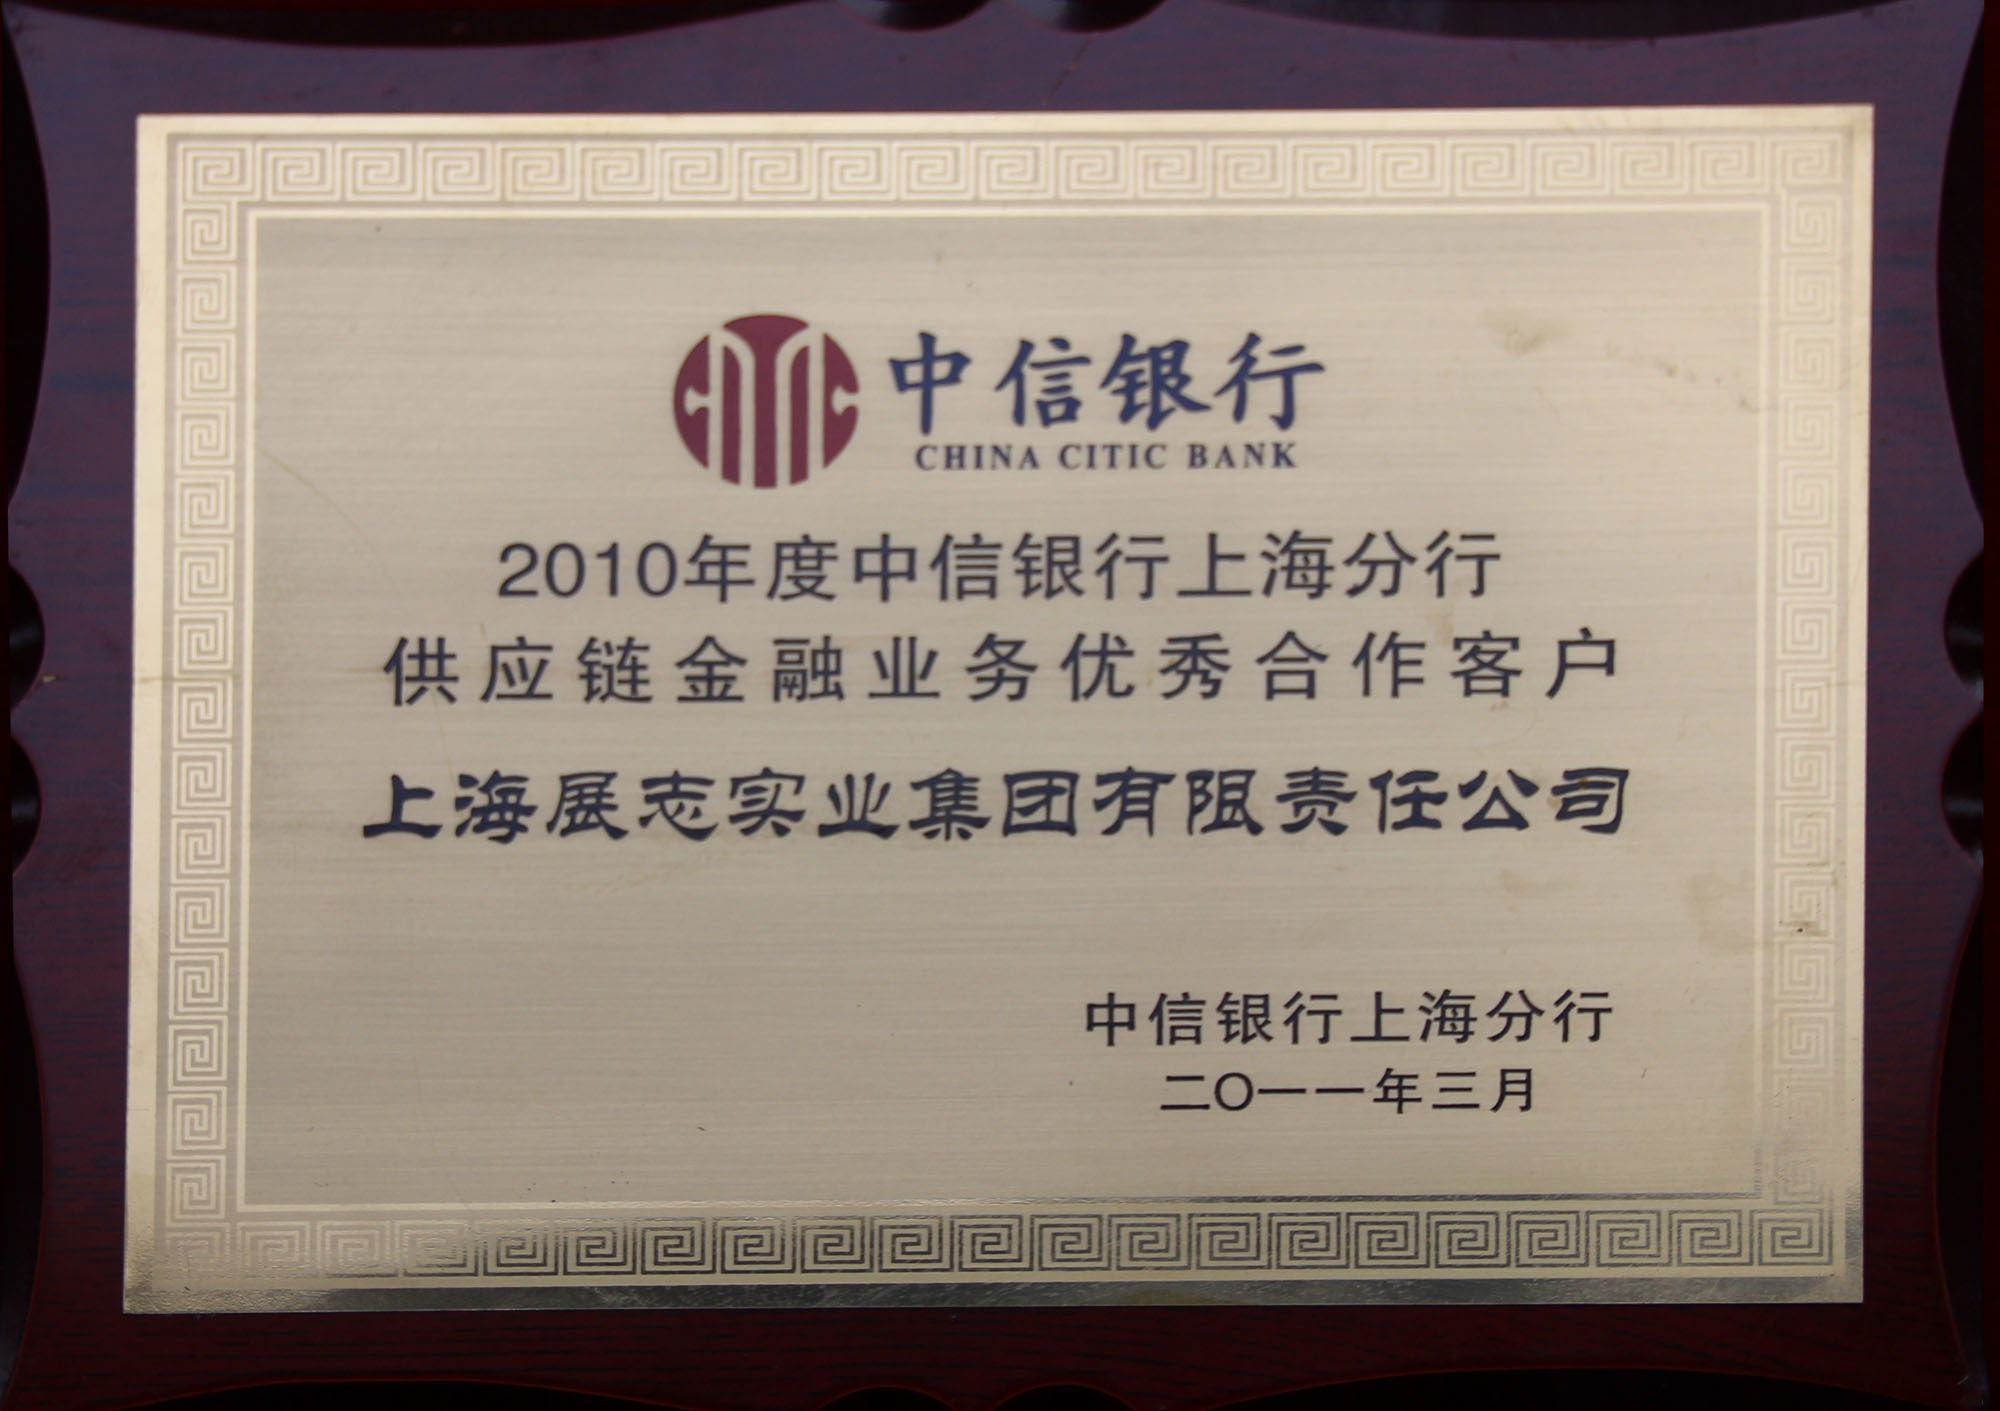 中信银行
CHINA CITIC BANK
2010年度中信银行上海分行
供应链金融业务优秀合作客户
上海展志实业集团有限责任公司
中信银行上海分行
二〇一一年三月